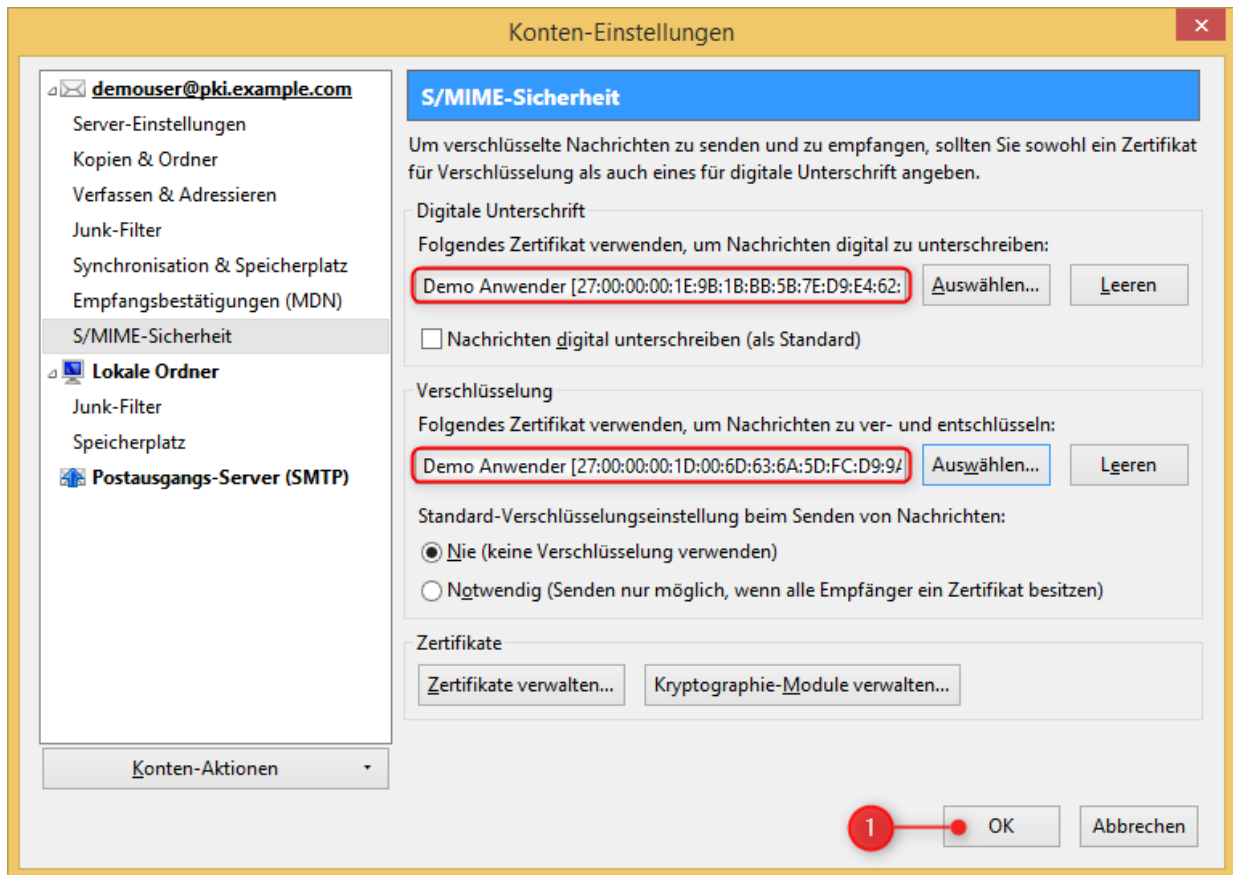 Konten-Einstellungen
demouser@pki.example.com
Server-Einstellungen
Kopien & Ordner
Verfassen & Adressieren
Junk-Filter
Synchronisation & Speicherplatz
Empfangsbestätigungen (MDN)
S/MIME-Sicherheit
Lokale Ordner
Junk-Filter
Speicherplatz
Postausgangs-Server (SMTP)
Konten-Aktionen
S/MIME-Sicherheit
Um verschlüsselte Nachrichten zu senden und zu empfangen, sollten Sie sowohl ein Zertifikat
für Verschlüsselung als auch eines für digitale Unterschrift angeben.
Digitale Unterschrift
Folgendes Zertifikat verwenden, um Nachrichten digital zu unterschreiben:
Demo Anwender [27:00:00:00:1E:9B:1B:BB:5B:7E:D9:E4:62: Auswählen... Leeren
Nachrichten digital unterschreiben (als Standard)
Verschlüsselung
Folgendes Zertifikat verwenden, um Nachrichten zu ver- und entschlüsseln:
Demo Anwender [27:00:00:00:1D:00:6D:63:6A:5D:FC:D9:9A Auswählen... Leeren
Standard-Verschlüsselungseinstellung beim Senden von Nachrichten:
Nie (keine Verschlüsselung verwenden)
Notwendig (Senden nur möglich, wenn alle Empfänger ein Zertifikat besitzen)
Zertifikate
Zertifikate verwalten... Kryptographie-Module verwalten...
1 OK Abbrechen